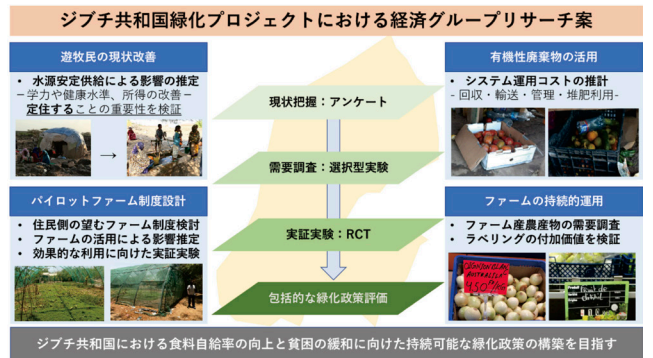 ジブチ共和国緑化プロジェクトにおける経済グループリサーチ案
遊牧民の現状改善
• 水源安定供給による影響の推定
－学力や健康水準、所得の改善－
定住することの重要性を検証
→
現状把握：アンケート
需要調査：選択型実験
実証実験：RCT
包括的な緑化政策評価
有機性廃棄物の活用
• システム運用コストの推計
- 回収・輸送・管理・堆肥利用-
パイロットファーム制度設計
• 住民側の望むファーム制度検討
• ファームの活用による影響推定
• 効果的な利用に向けた実証実験
ファームの持続的運用
• ファーム産農産物の需要調査
• ラベリングの付加価値を検証
450
ジブチ共和国における食料自給率の向上と貧困の緩和に向けた持続可能な緑化政策の構築を目指す